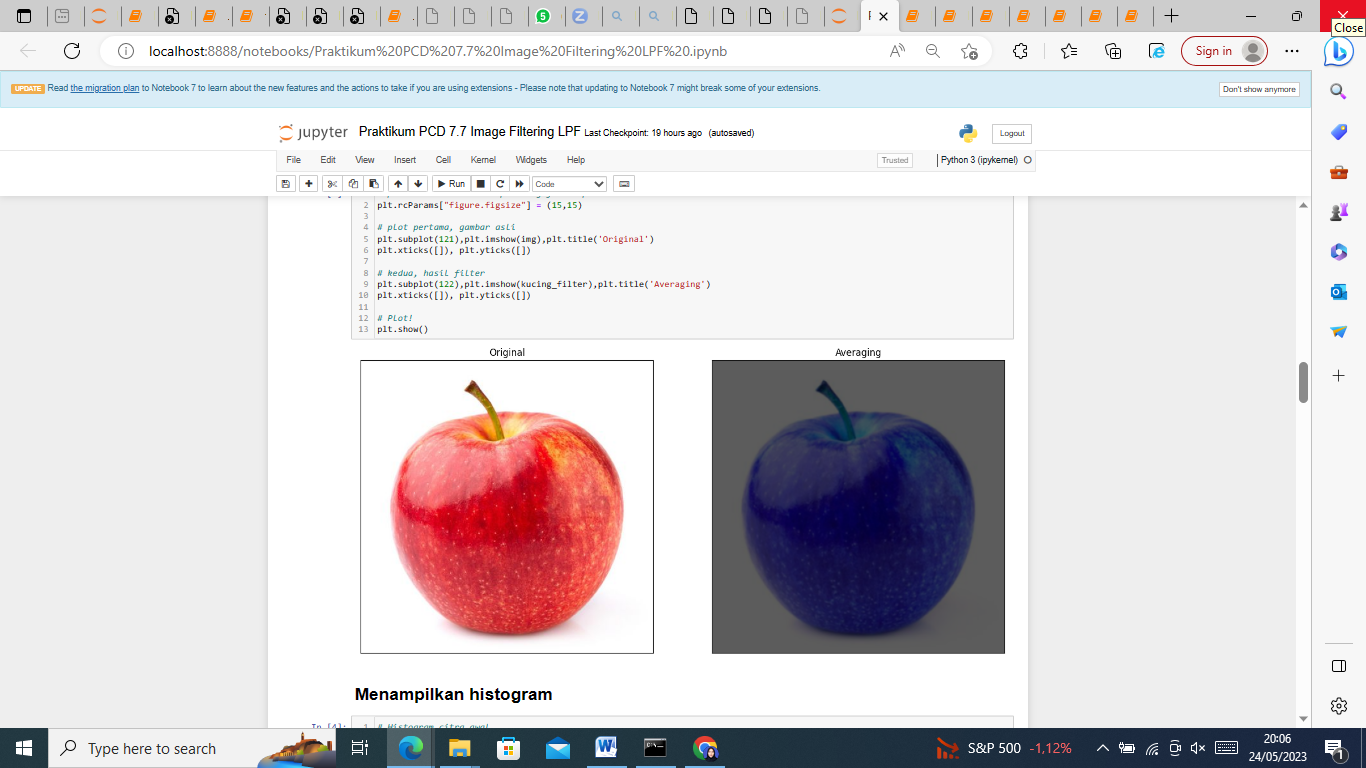 Close
localhost:8888/notebooks/Praktikum%20PCD%207.7%20Image%20Filtering%20LPF%20.ipynb
Sign in
UPDATE Read the migration plan to Notebook 7 to learn about the new features and the actions to take if you are using extensions - Please note that updating to Notebook 7 might break some of your extensions.
Don't show anymore
jupyter Praktikum PCD 7.7 Image Filtering LPF Last Checkpoint: 19 hours ago (autosaved)
Logout
File Edit View Insert Cell Kernel Widgets Help
Trusted
Python 3 (ipykernel)
Run
Code
2 plt.rcParams["figure.figsize"] = (15,15)
3
4 # plot pertama, gambar asli
5 plt.subplot(121),plt.imshow(img),plt.title('Original')
6 plt.xticks([]), plt.yticks([])
7
8 # kedua, hasil filter
9 plt.subplot(122),plt.imshow(kucing_filter),plt.title('Averaging')
10 plt.xticks([]), plt.yticks([])
11
12 # Plot!
13 plt.show()
Original
Averaging
Menampilkan histogram
In [4]: 1 # Histogram citra awal
Type here to search
S&P 500 -1,12%
20:06
24/05/2023
1